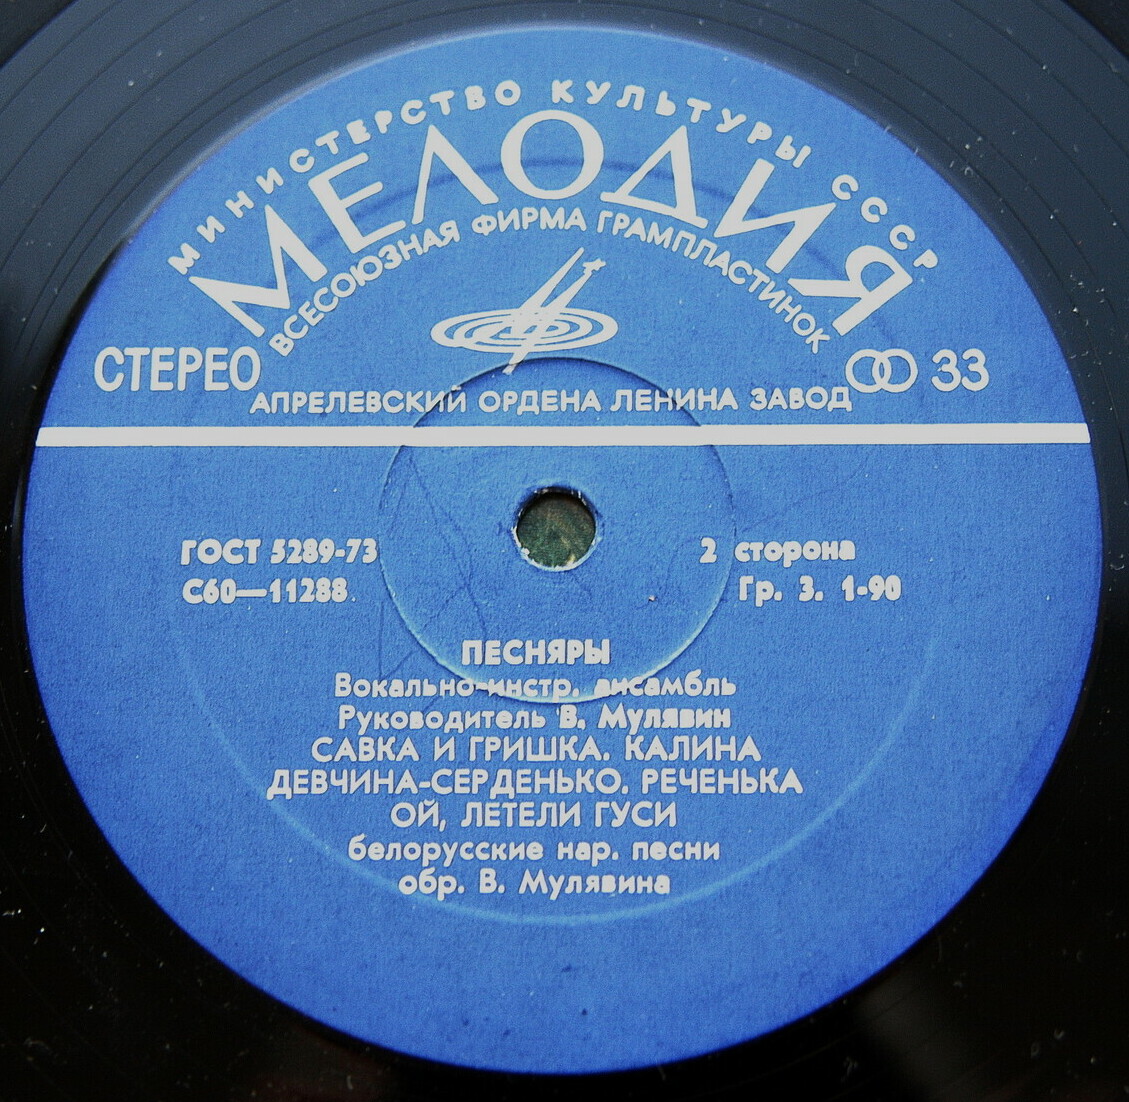 МИНИСТЕРСТВО КУЛЬТУРЫ СССР
МЕЛОДИЯ
ВСЕСОЮЗНАЯ ФИРМА ГРАМПЛАСТИНОК
СТЕРЕО
33
АПРЕЛЕВСКИЙ ОРДЕНА ЛЕНИНА ЗАВОД
ГОСТ 5289-73
С60—11288
2 сторона
Гр. 3. 1-90
ПЕСНЯРЫ
Вокально-инстр. ансамбль
Руководитель В. Мулявин
САВКА И ГРИШКА. КАЛИНА
ДЕВЧИНА-СЕРДЕНЬКО. РЕЧЕНЬКА
ОЙ, ЛЕТЕЛИ ГУСИ
белорусские нар. песни
обр. В. Мулявина